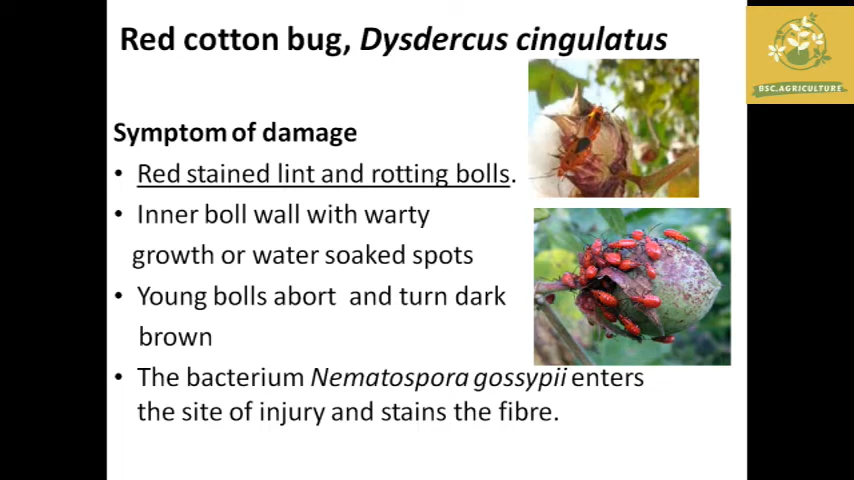 Red cotton bug, Dysdercus cingulatus
BSC.AGRICULTURE
Symptom of damage
• Red stained lint and rotting bolls.
• Inner boll wall with warty
growth or water soaked spots
• Young bolls abort and turn dark
brown
• The bacterium Nematospora gossypii enters
the site of injury and stains the fibre.